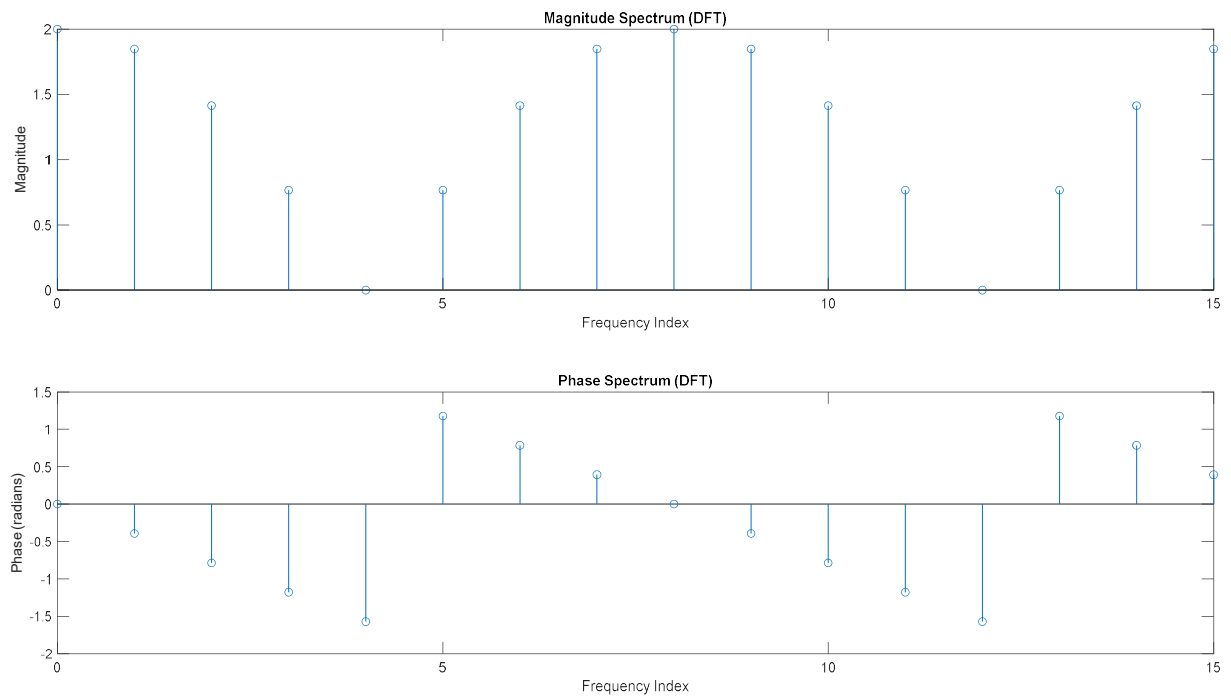 Magnitude Spectrum (DFT)
2
1.5
1
0.5
0
Magnitude
0 5 10 15
Frequency Index
Phase Spectrum (DFT)
1.5
1
0.5
0
-0.5
-1
-1.5
-2
Phase (radians)
0 5 10 15
Frequency Index